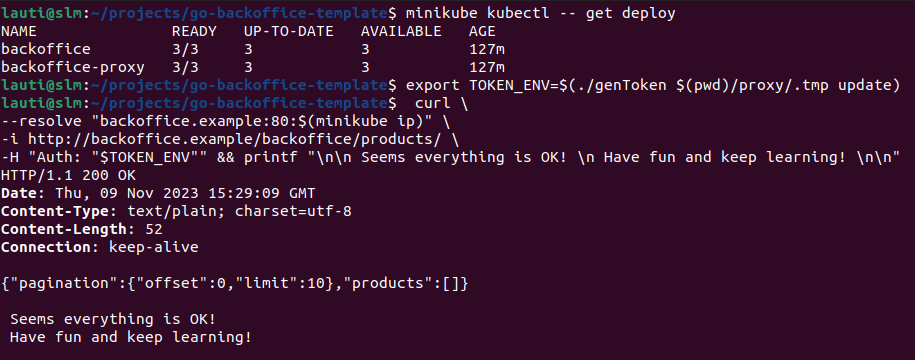 lauti@slm:~/projects/go-backoffice-template$ minikube kubectl -- get deploy
NAME               READY   UP-TO-DATE   AVAILABLE   AGE
backoffice         3/3     3            3           127m
backoffice-proxy   3/3     3            3           127m
lauti@slm:~/projects/go-backoffice-template$ export TOKEN_ENV=$(./genToken $(pwd)/proxy/.tmp update)
lauti@slm:~/projects/go-backoffice-template$  curl \
--resolve "backoffice.example:80:$(minikube ip)" \
-i http://backoffice.example/backoffice/products/ \
-H "Auth: "$TOKEN_ENV"" && printf "\n\n Seems everything is OK! \n Have fun and keep learning! \n\n"
HTTP/1.1 200 OK
Date: Thu, 09 Nov 2023 15:29:09 GMT
Content-Type: text/plain; charset=utf-8
Content-Length: 52
Connection: keep-alive

{"pagination":{"offset":0,"limit":10},"products":[]}

 Seems everything is OK!
 Have fun and keep learning!